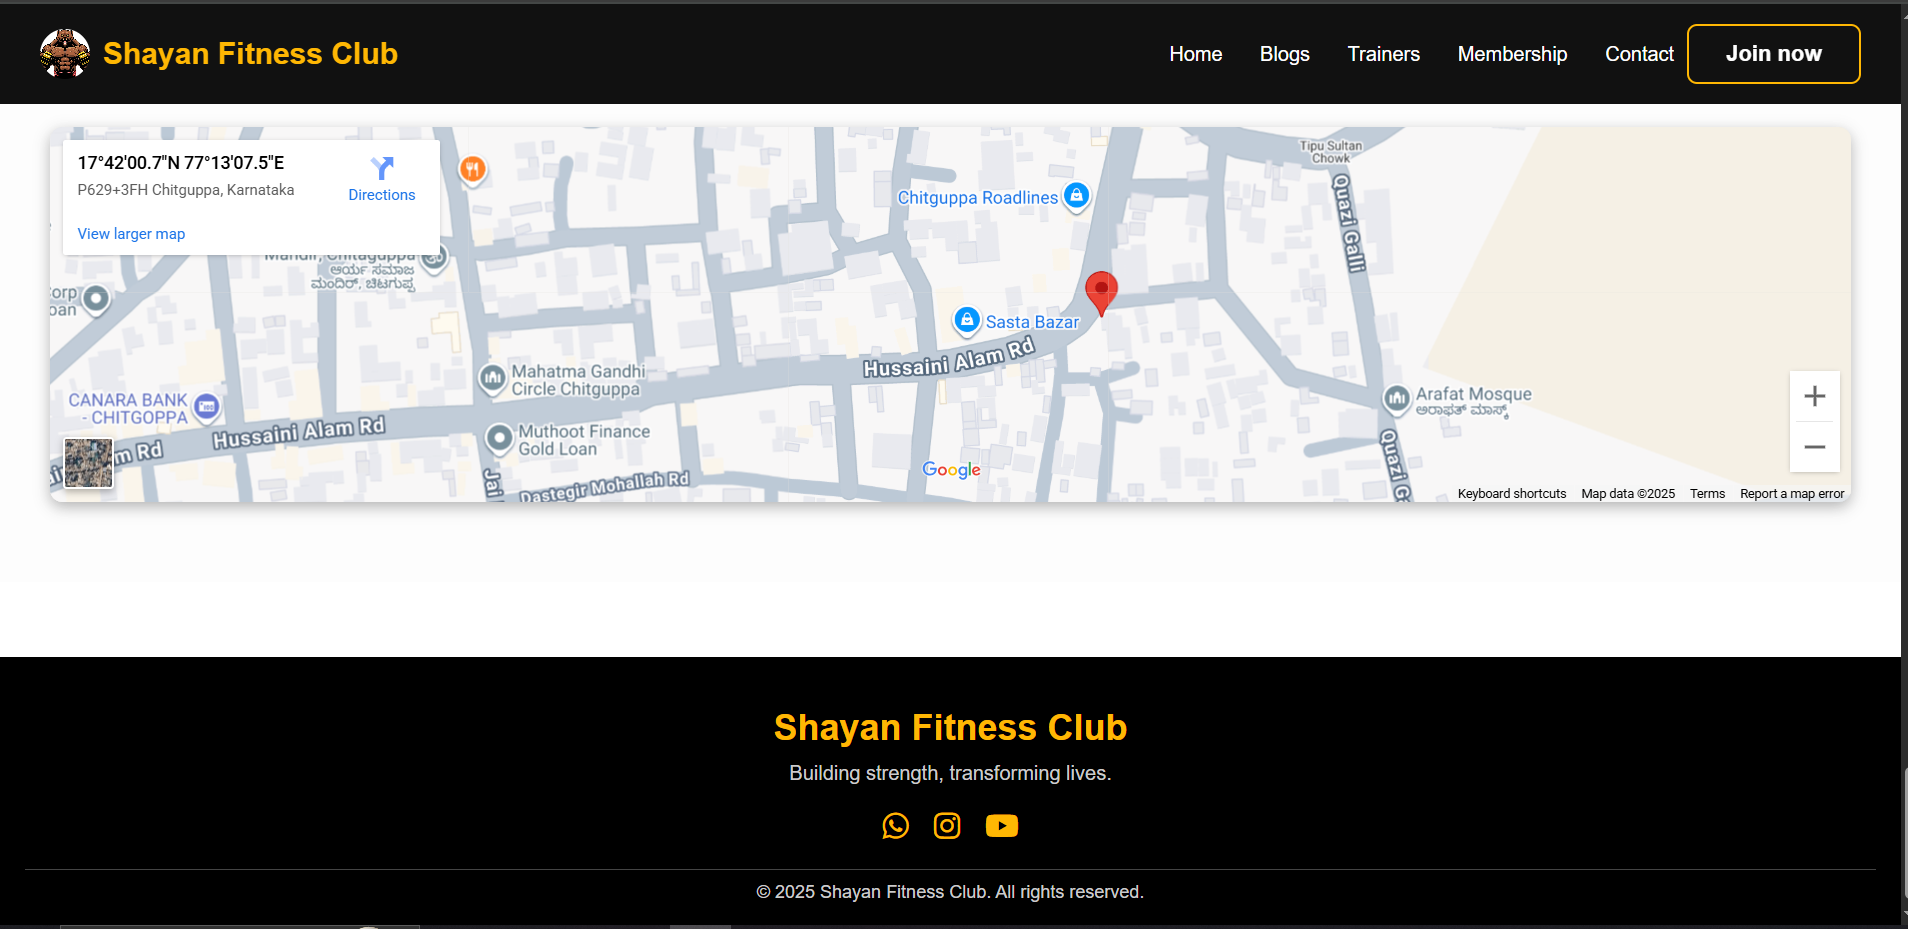 Shayan Fitness Club
Home Blogs Trainers Membership Contact Join now
17°42'00.7"N 77°13'07.5"E
P629+3FH Chitguppa, Karnataka
Directions
View larger map
Tipu Sultan
Chowk
Quazi Galli
Chitguppa Roadlines
Mandir, Chitaguppa
ಆರ್ಯ ಸಮಾಜ
ಮಂದಿರ, ಚಿಟಗುಪ್ಪ
orp
oan
Sasta Bazar
Hussaini Alam Rd
Mahatma Gandhi
Circle Chitguppa
CANARA BANK
- CHITGOPPA
Arafat Mosque
ಅರಾಫತ್ ಮಾಸ್ಕ್
Hussaini Alam Rd
Muthoot Finance
Gold Loan
m Rd
Jai
Dastegir Mohallah Rd
Quazi G
Google
Keyboard shortcuts Map data ©2025 Terms Report a map error
Shayan Fitness Club
Building strength, transforming lives.
© 2025 Shayan Fitness Club. All rights reserved.